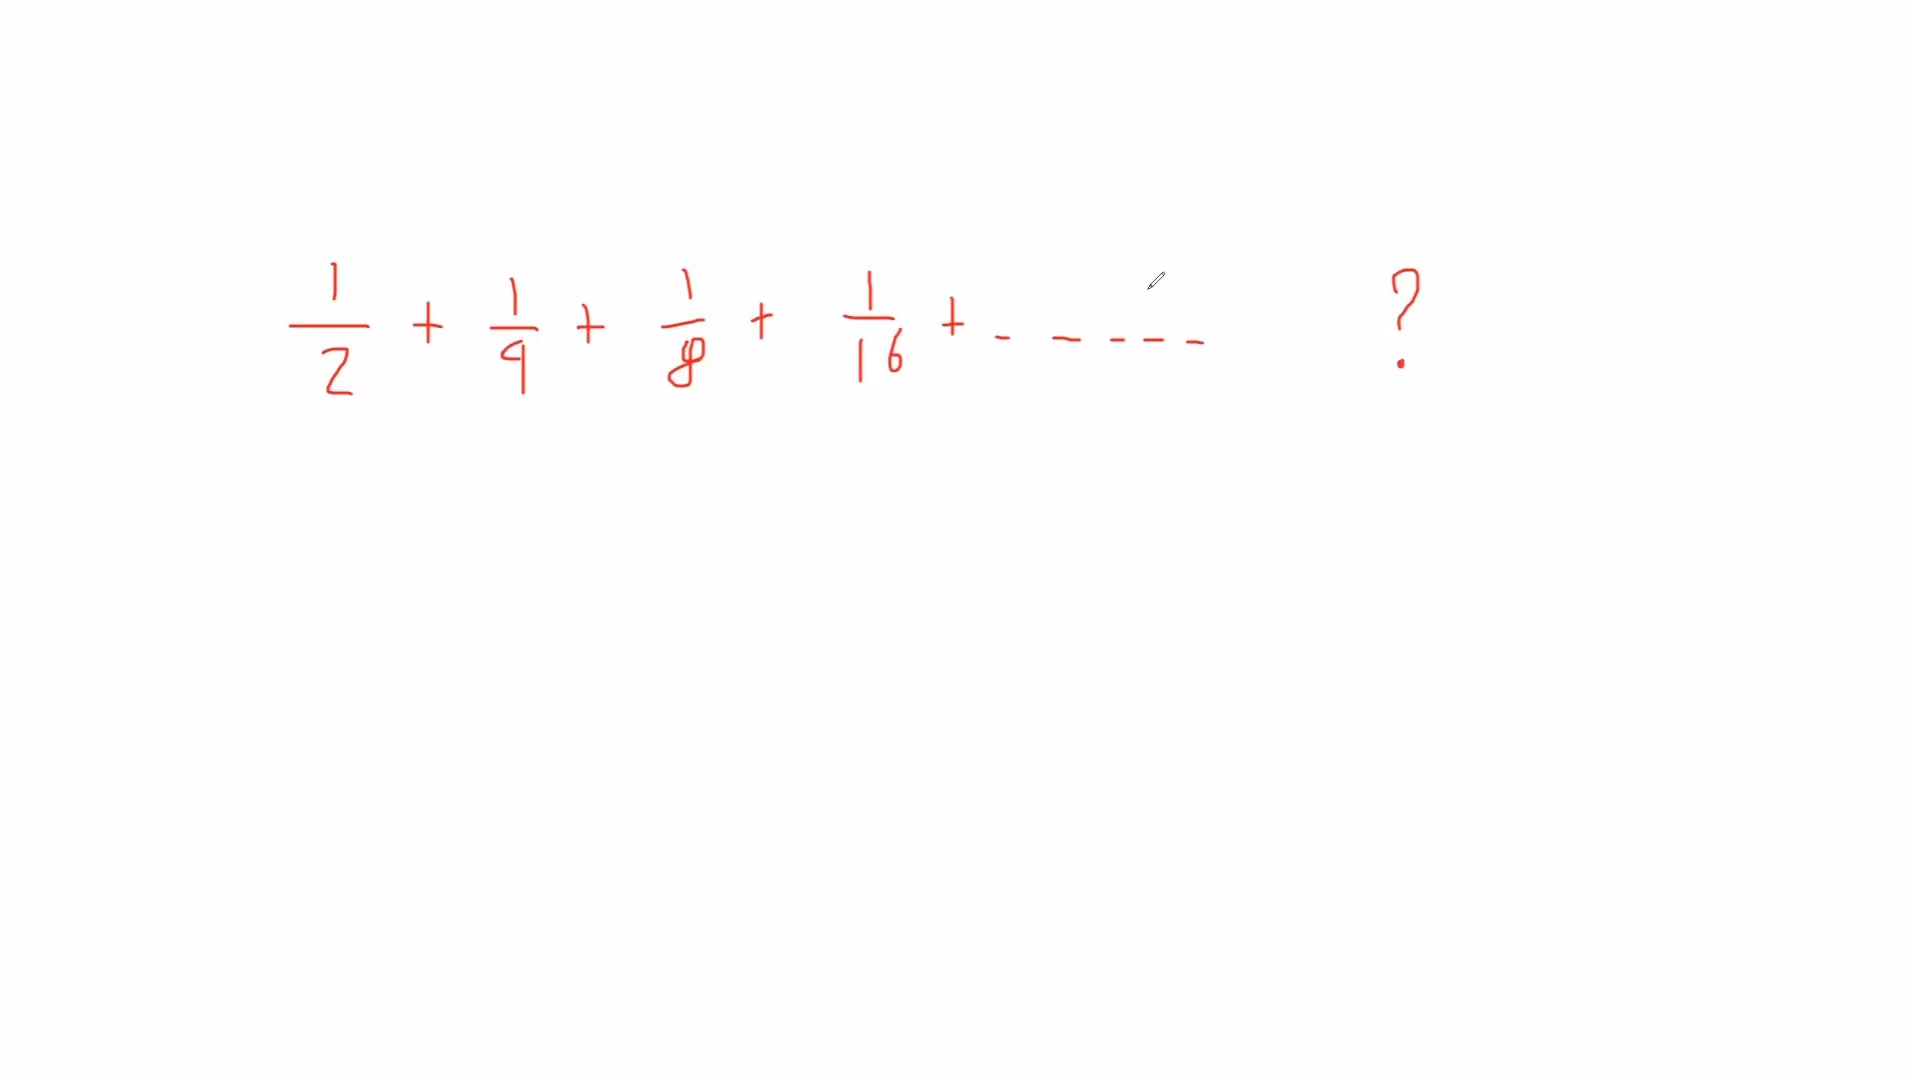 1/2 + 1/4 + 1/8 + 1/16 + - - - - - ?